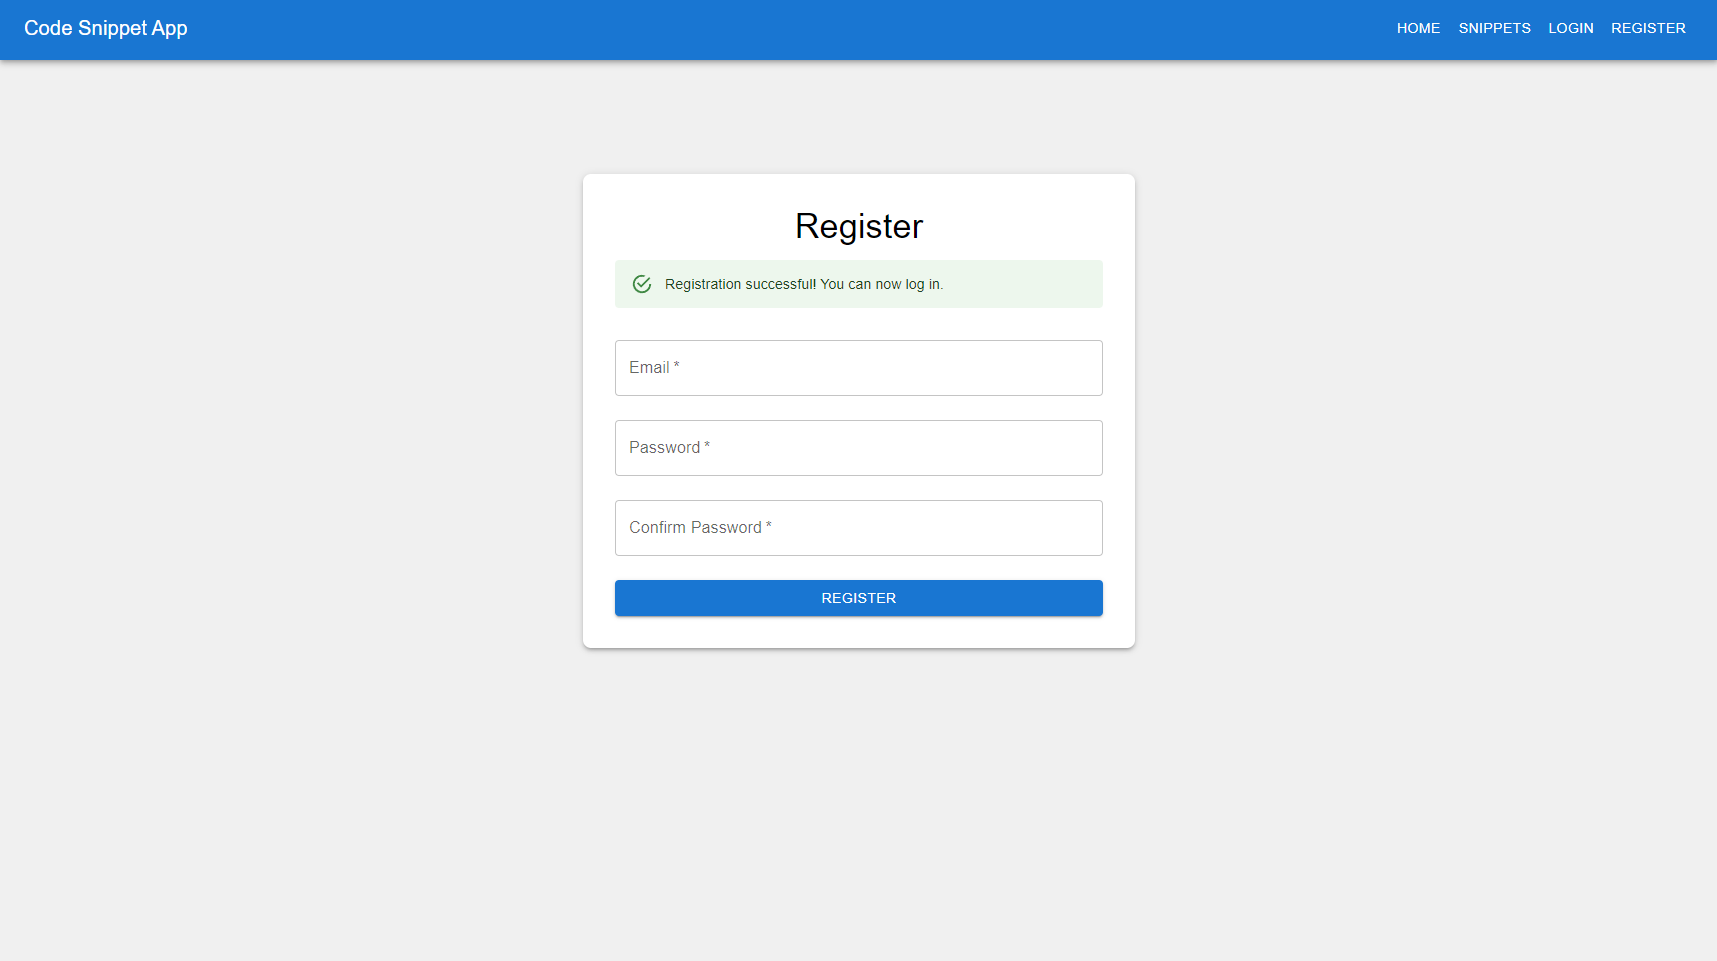 Code Snippet App
HOME SNIPPETS LOGIN REGISTER
Register
Registration successful! You can now log in.
Email *
Password *
Confirm Password *
REGISTER